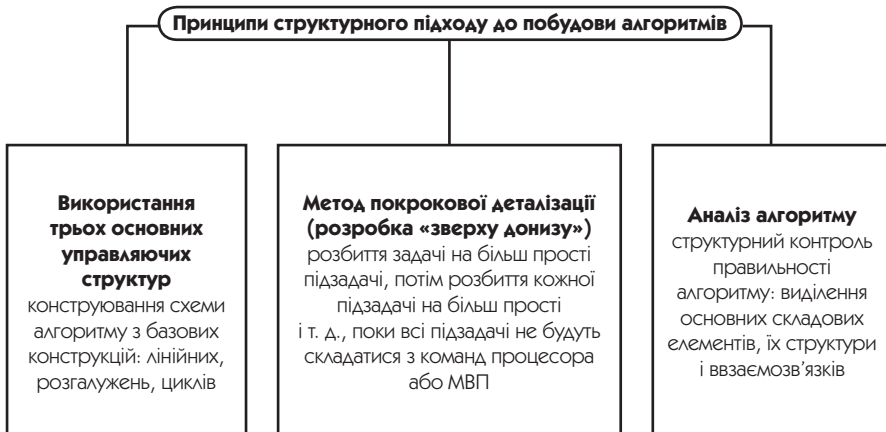 Принципи структурного підходу до побудови алгоритмів
Використання
трьох основних
управляючих
структур
конструювання схеми
алгоритму з базових
конструкцій: лінійних,
розгалужень, циклів
Метод покрокової деталізації
(розробка «зверху донизу»)
розбиття задачі на більш прості
підзадачі, потім розбиття кожної
підзадачі на більш прості
і т. д., поки всі підзадачі не будуть
складатися з команд процесора
або МВП
Аналіз алгоритму
структурний контроль
правильності
алгоритму: виділення
основних складових
елементів, їх структури
і ввзаємозв'язків